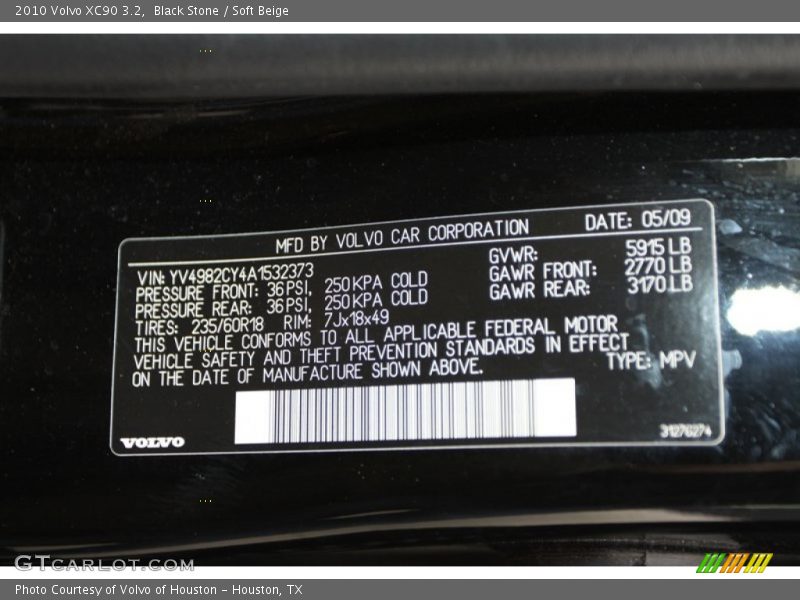 2010 Volvo XC90 3.2, Black Stone / Soft Beige
MFD BY VOLVO CAR CORPORATION DATE: 05/09
VIN: YV4982CY4A1532373 GVWR: 5915 LB
PRESSURE FRONT: 36 PSI, 250 KPA COLD GAWR FRONT: 2770 LB
PRESSURE REAR: 36 PSI, 250 KPA COLD GAWR REAR: 3170 LB
TIRES: 235/60R18 RIM: 7Jx18x49
THIS VEHICLE CONFORMS TO ALL APPLICABLE FEDERAL MOTOR
VEHICLE SAFETY AND THEFT PREVENTION STANDARDS IN EFFECT
ON THE DATE OF MANUFACTURE SHOWN ABOVE. TYPE: MPV
VOLVO 31276274
GTCARLOT.COM
Photo Courtesy of Volvo of Houston - Houston, TX